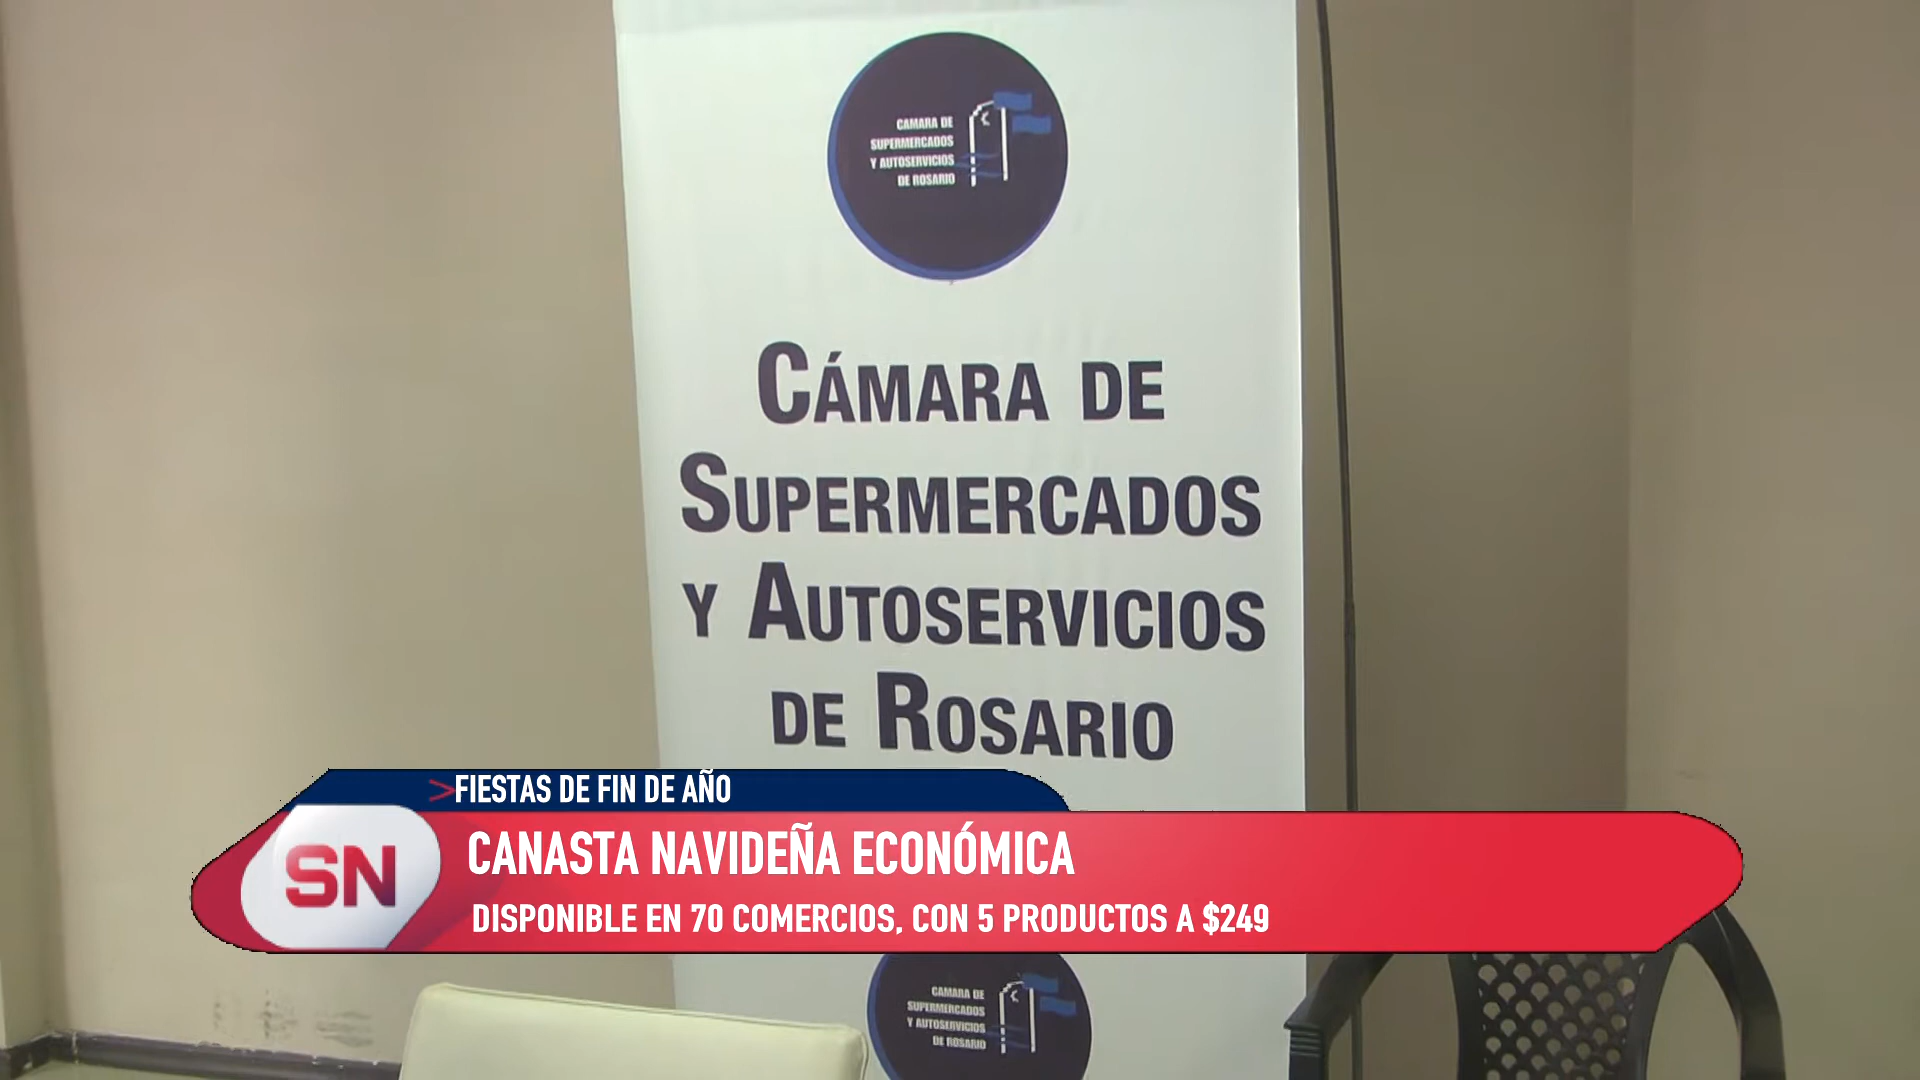 CAMARA DE
SUPERMERCADOS
Y AUTOSERVICIOS
DE ROSARIO
CÁMARA DE
SUPERMERCADOS
Y AUTOSERVICIOS
DE ROSARIO
>FIESTAS DE FIN DE AÑO
SN
CANASTA NAVIDEÑA ECONÓMICA
DISPONIBLE EN 70 COMERCIOS, CON 5 PRODUCTOS A $249
CAMARA DE
SUPERMERCADOS
Y AUTOSERVICIOS
DE ROSARIO